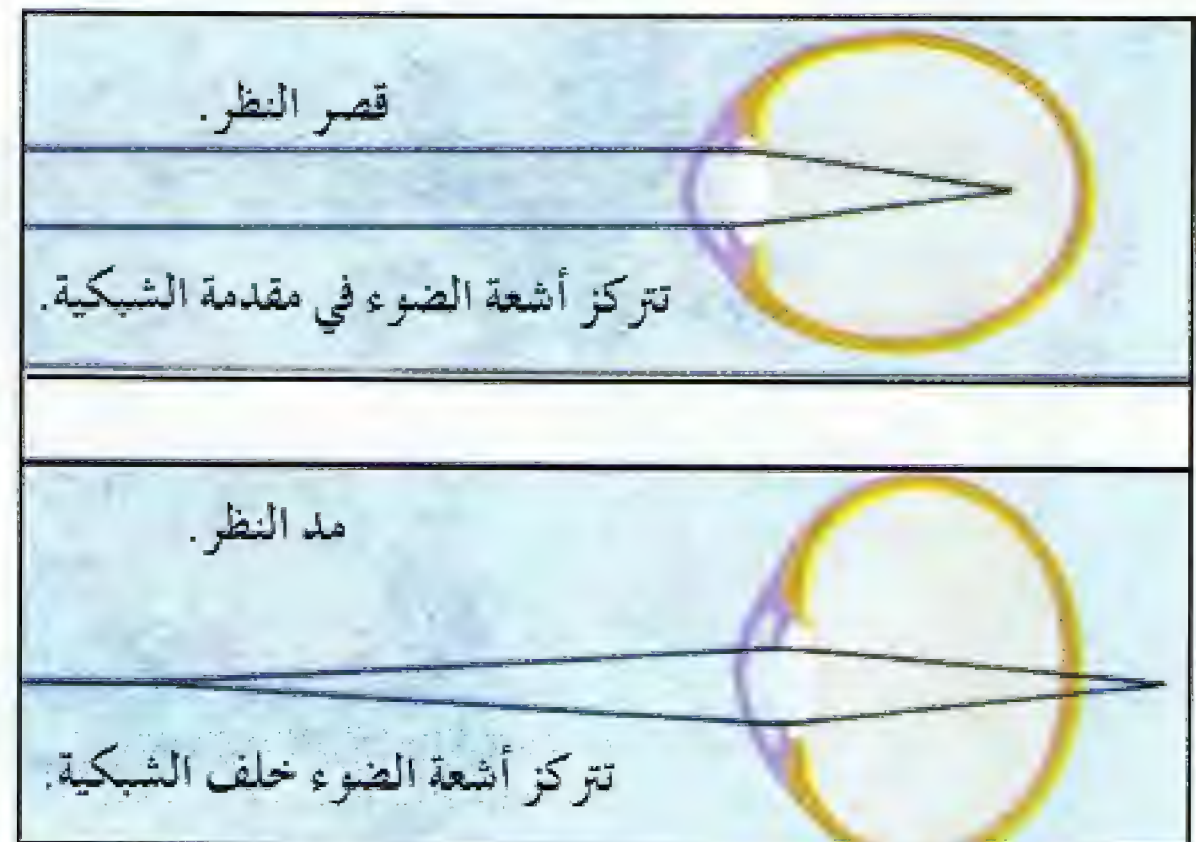 قصر النظر.
تتركز أشعة الضوء في مقدمة الشبكية.
مد النظر.
تتركز أشعة الضوء خلف الشبكية.